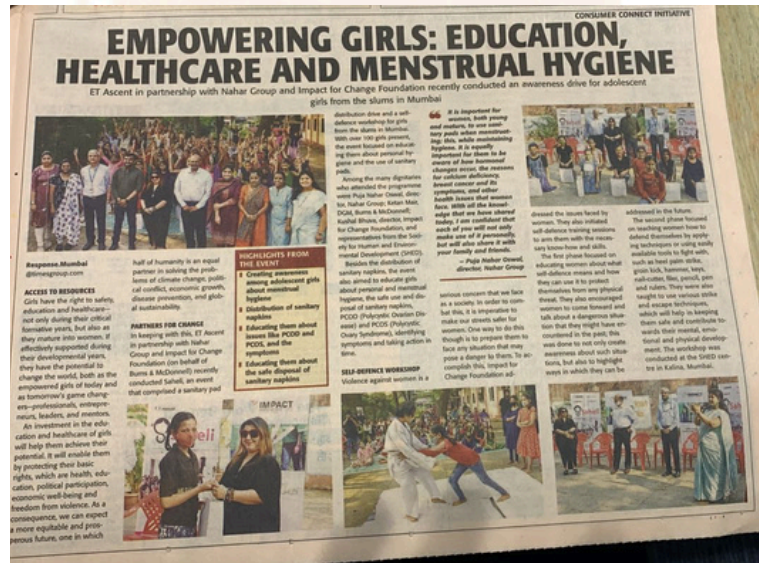 CONSUMER CONNECT INITIATIVE
EMPOWERING GIRLS: EDUCATION,
HEALTHCARE AND MENSTRUAL HYGIENE
ET Ascent in partnership with Nahar Group and Impact for Change Foundation recently conducted an awareness drive for adolescent
girls from the slums in Mumbai
Response.Mumbai
@timesgroup.com
ACCESS TO RESOURCES
Girls have the right to safety,
education and healthcare–
not only during their critical
formative years, but also as
they mature into women. If
effectively supported during
their developmental years,
they have the potential to
change the world, both as the
empowered girls of today and
as tomorrow's game chang-
ers–professionals, entrepre-
neurs, leaders, and mentors.
An investment in the edu-
cation and healthcare of girls
will help them achieve their
potential. It will enable them
by protecting their basic
rights, which are health, edu-
cation, political participation,
economic well-being and
freedom from violence. As a
consequence, we can expect
a more equitable and pros-
perous future, one in which
half of humanity is an equal
partner in solving the prob-
lems of climate change, politi-
cal conflict, economic growth,
disease prevention, and glob-
al sustainability.
PARTNERS FOR CHANGE
In keeping with this, ET Ascent
in partnership with Nahar
Group and Impact for Change
Foundation (on behalf of
Burns & McDonnell) recently
conducted Saheli, an event
that comprised a sanitary pad
HIGHLIGHTS FROM
THE EVENT
Creating awareness
among adolescent girls
about menstrual
hygiene
Distribution of sanitary
napkins
Educating them about
issues like PCOD and
PCOS, and the
symptoms
Educating them about
the safe disposal of
sanitary napkins
distribution drive and a self-
defence workshop for girls
from the slums in Mumbai.
With over 100 girls present,
the event focused on educat-
ing them about personal hy-
giene and the use of sanitary
pads.
Among the many dignitaries
who attended the programme
were Puja Nahar Oswal, direc-
tor, Nahar Group; Ketan Mair,
DGM, Burns & McDonnell;
Kushal Bhuva, director, Impact
for Change Foundation, and
representatives from the Soci-
ety for Human and Environ-
mental Development (SHED).
Besides the distribution of
sanitary napkins, the event
also aimed to educate girls
about personal and menstrual
hygiene, the safe use and dis-
posal of sanitary napkins,
PCOD (Polycystic Ovarian Dis-
ease) and PCOS (Polycystic
Ovary Syndrome), identifying
symptoms and taking action in
time.
SELF-DEFENCE WORKSHOP
Violence against women is a
It is important for
women, both young
and mature, to use sani-
tary pads when menstruat-
ing; this, while maintaining
hygiene. It is equally
important for them to be
aware of how hormonal
changes occur, the reasons
for calcium deficiency,
breast cancer and its
symptoms, and other
health issues that women
face. With all the knowl-
edge that we have shared
today, I am confident that
each of you will not only
make use of it personally,
but will also share it with
your family and friends.
– Puja Nahar Oswal,
director, Nahar Group
serious concern that we face
as a society. In order to com-
bat this, it is imperative to
make our streets safer for
women. One way to do this
though is to prepare them to
face any situation that may
pose a danger to them. To ac-
complish this, Impact for
Change Foundation ad-
dressed the issues faced by
women. They also initiated
self-defence training sessions
to arm them with the neces-
sary know-how and skills.
The first phase focused on
educating women about what
self-defence means and how
they can use it to protect
themselves from any physical
threat. They also encouraged
women to come forward and
talk about a dangerous situa-
tion that they might have en-
countered in the past; this
was done to not only create
awareness about such situa-
tions, but also to highlight
ways in which they can be
addressed in the future.
The second phase focused
on teaching women how to
defend themselves by apply-
ing techniques or using easily
available tools to fight with,
such as heel palm strike,
groin kick, hammer, keys,
nail-cutter, filer, pencil, pen
and rulers. They were also
taught to use various strike
and escape techniques,
which will help in keeping
them safe and contribute to-
wards their mental, emo-
tional and physical develop-
ment. The workshop was
conducted at the SHED cen-
tre in Kalina, Mumbai.
IMPACT